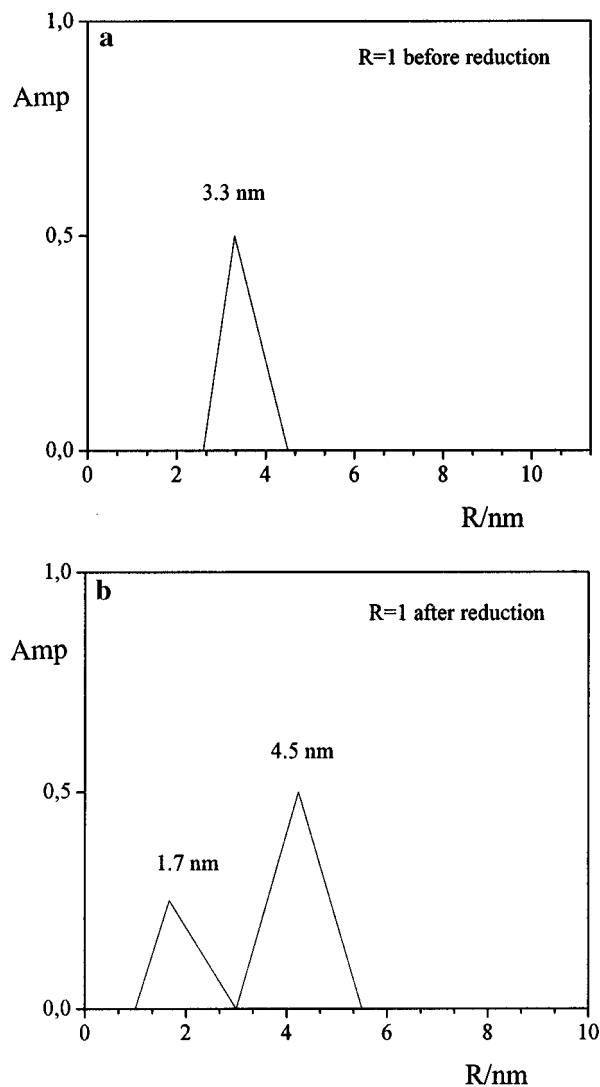 a
1,0
R=1 before reduction
Amp
3.3 nm
0,5
0,0
0 2 4 6 8 10
R/nm
b
1,0
R=1 after reduction
Amp
4.5 nm
0,5
1.7 nm
0,0
0 2 4 6 8 10
R/nm